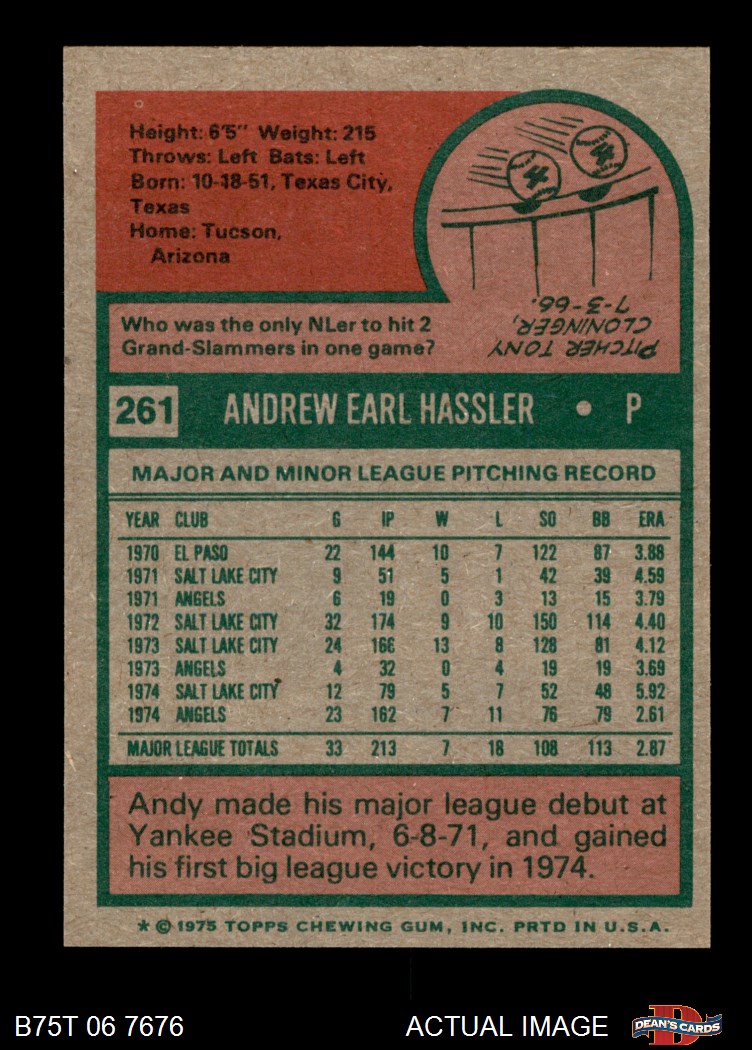 Height: 6'5" Weight: 215
Throws: Left Bats: Left
Born: 10-18-51, Texas City,
Texas
Home: Tucson,
Arizona
Who was the only NLer to hit 2
Grand-Slammers in one game?
PITCHER TONY
CLONINGER,
7-3-66.
261 ANDREW EARL HASSLER • P
MAJOR AND MINOR LEAGUE PITCHING RECORD
YEAR CLUB G IP W L SO BB ERA
1970 EL PASO 22 144 10 7 122 87 3.88
1971 SALT LAKE CITY 9 51 5 1 42 39 4.59
1971 ANGELS 6 19 0 3 13 15 3.79
1972 SALT LAKE CITY 32 174 9 10 150 114 4.40
1973 SALT LAKE CITY 24 166 13 8 128 81 4.12
1973 ANGELS 4 32 0 4 19 19 3.69
1974 SALT LAKE CITY 12 79 5 7 52 48 5.92
1974 ANGELS 23 162 7 11 76 79 2.61
MAJOR LEAGUE TOTALS 33 213 7 18 108 113 2.87
Andy made his major league debut at
Yankee Stadium, 6-8-71, and gained
his first big league victory in 1974.
* © 1975 TOPPS CHEWING GUM, INC. PRTD IN U.S.A.
B75T 06 7676 ACTUAL IMAGE DEAN'S CARDS